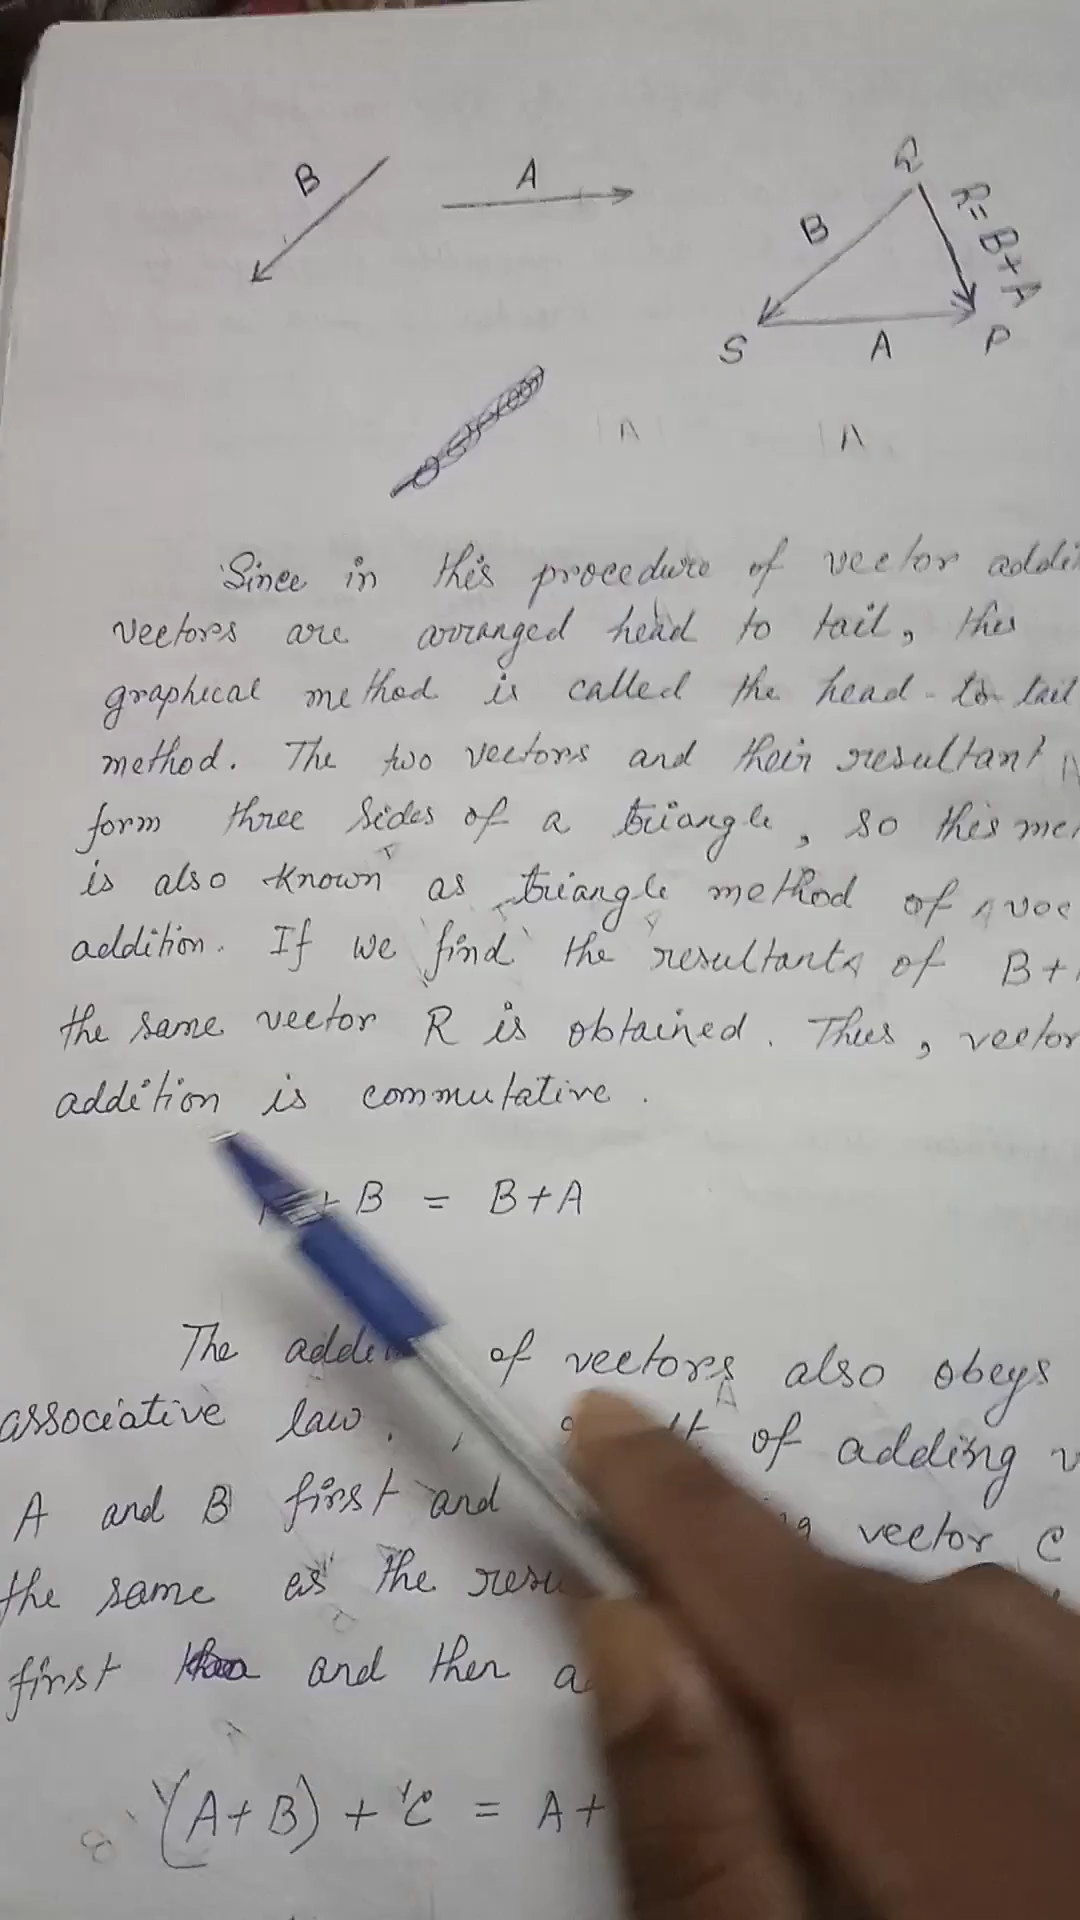 B
A
Q
B
R=B+A
S
A
P
Since in this procedure of vector
vectors are arranged head to tail, this
graphical method is called the head-to tail
method. The two vectors and their resultant
form three sides of a triangle, so this
is also known as triangle method of
addition. If we find the resultants of B+
the same vector R is obtained. Thus, vector
addition is commutative.
+ B = B+A
The of vectors also obeys
associative law. of adding
A and B first and vector C
the same as the
first and then
(A+B) + C = A+